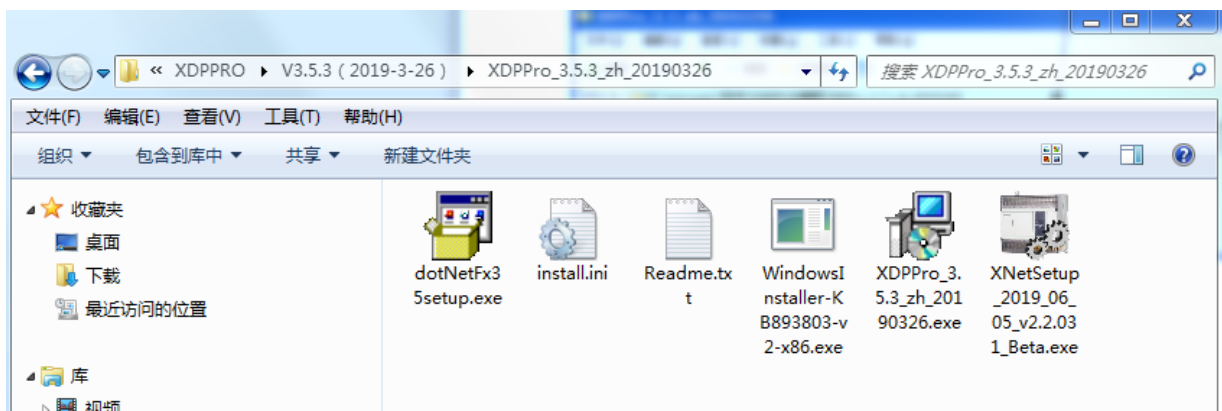 « XDPPRO ▸ V3.5.3 ( 2019-3-26 ) ▸ XDPPro_3.5.3_zh_20190326
搜索 XDPPro_3.5.3_zh_20190326
文件(F) 编辑(E) 查看(V) 工具(T) 帮助(H)
组织 包含到库中 共享 新建文件夹
收藏夹
桌面
下载
最近访问的位置
库
视频
dotNetFx3
5setup.exe
install.ini
Readme.tx
t
WindowsI
nstaller-K
B893803-v
2-x86.exe
XDPPro_3.
5.3_zh_201
90326.exe
XNetSetup
_2019_06_
05_v2.2.03
1_Beta.exe